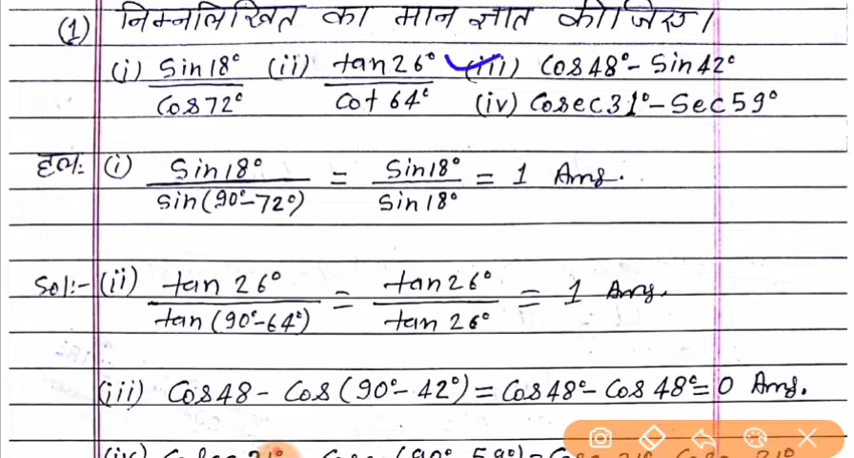 (1) निम्नलिखित का मान ज्ञात कीजिए।
(i) Sin18°/Cos72° (ii) tan26°/Cot64° (iii) Cos48° - Sin42°
(iv) Cosec31° - Sec59°
हल: (i) Sin18°/Sin(90°-72°) = Sin18°/Sin18° = 1 Ans.
Sol:- (ii) tan26°/tan(90°-64°) = tan26°/tan26° = 1 Ans.
(iii) Cos48 - Cos(90°- 42°) = Cos48° - Cos48° = 0 Ans.